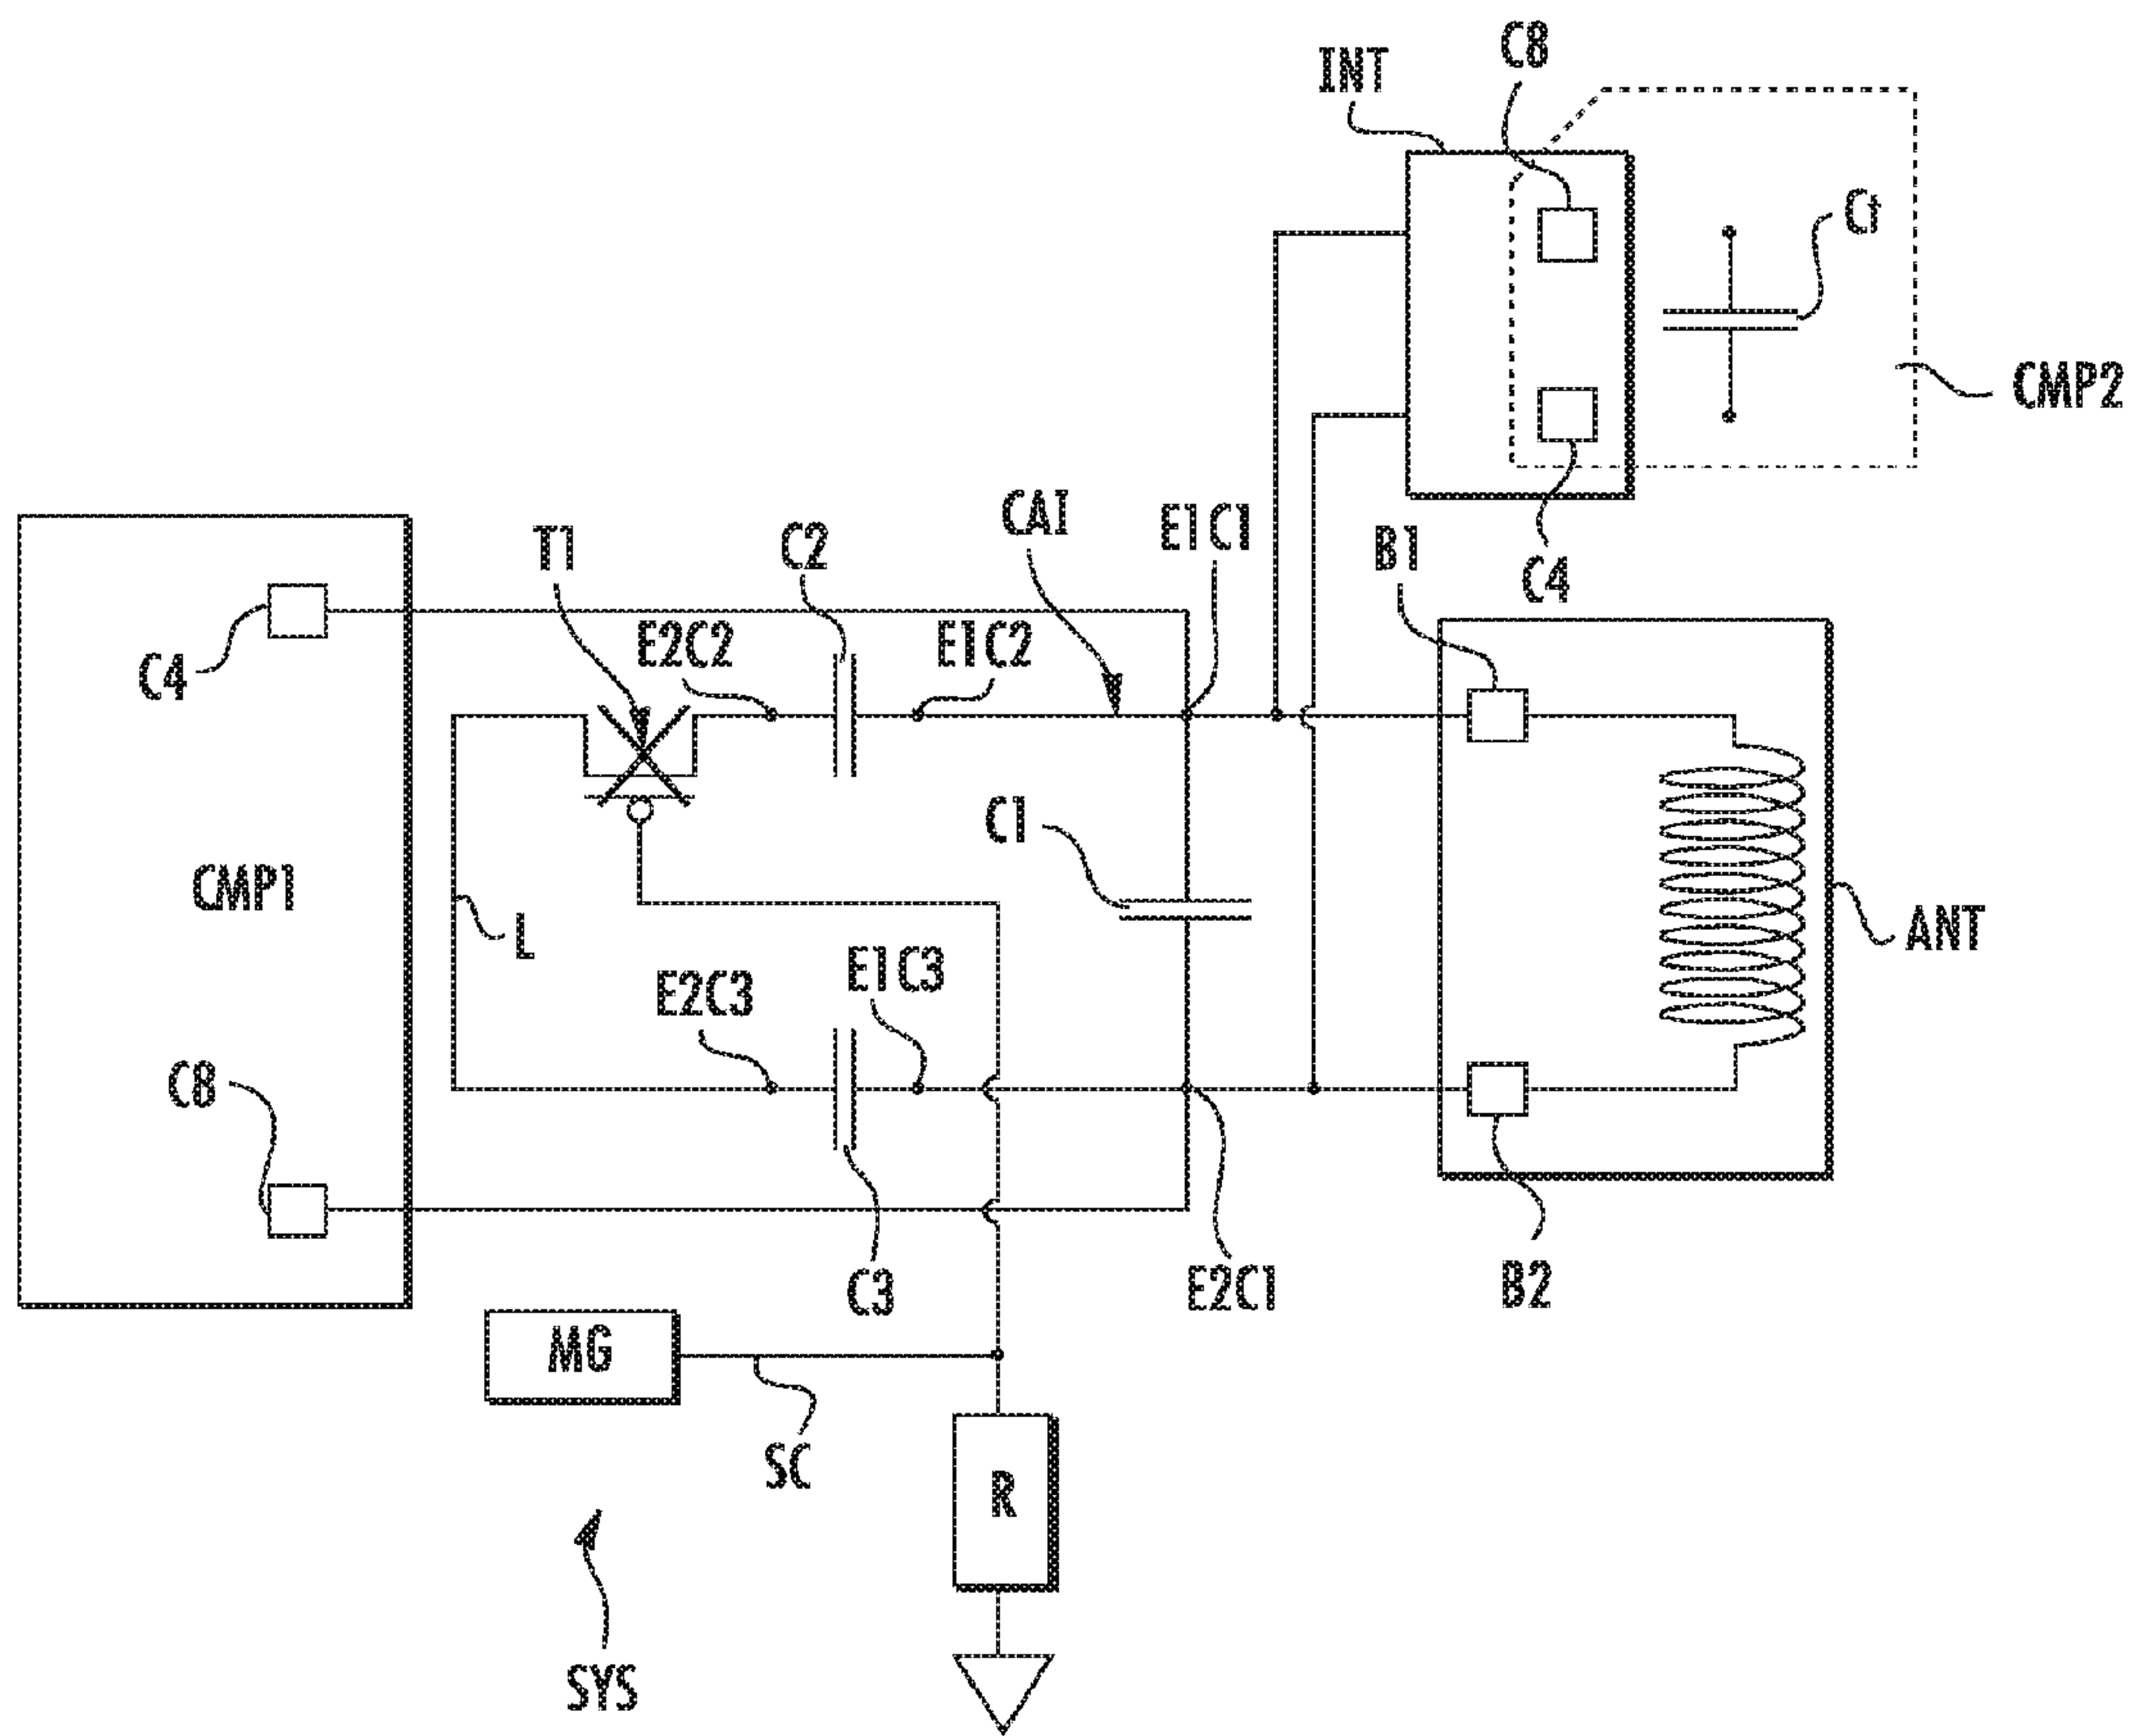 C8
INT
Ct
CMP2
CAI
E1C1
T1
C2
B1
C4
E2C2
E1C2
C4
C1
CMP1
L
ANT
E1C3
E2C3
C8
C3
E2C1
B2
MG
SC
R
SYS